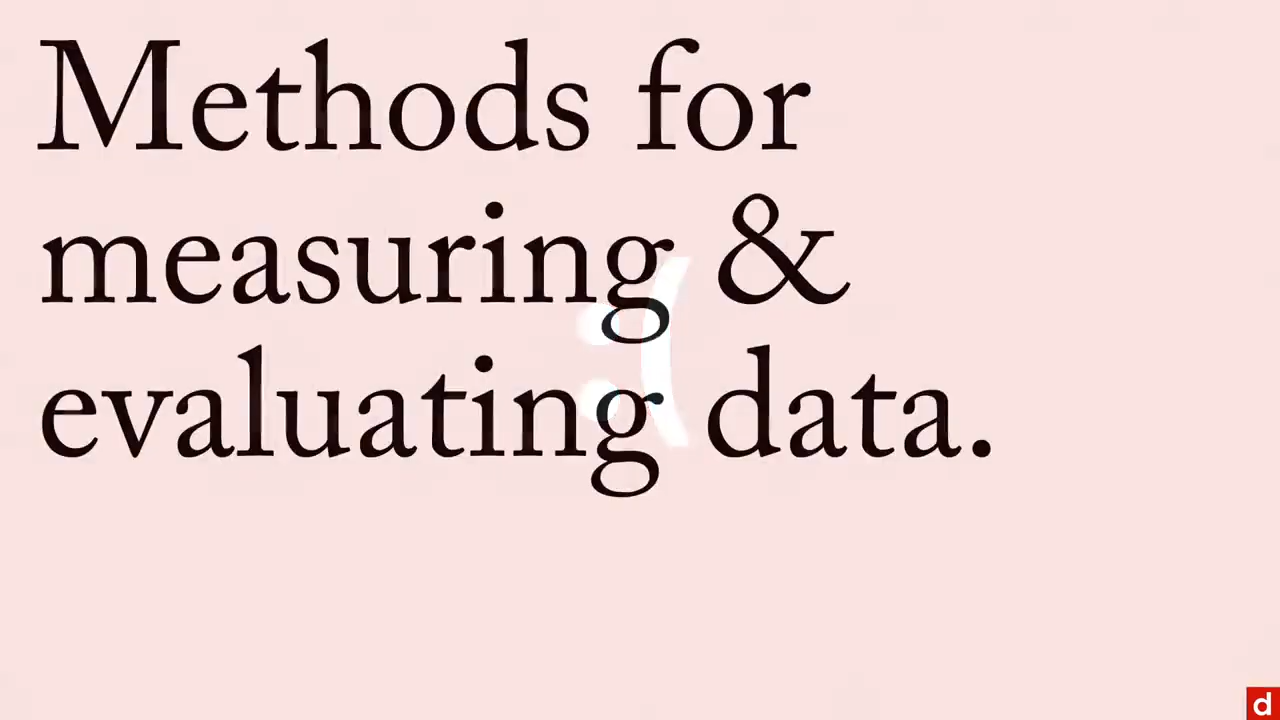 Methods for
measuring &
evaluating data.
:(
d